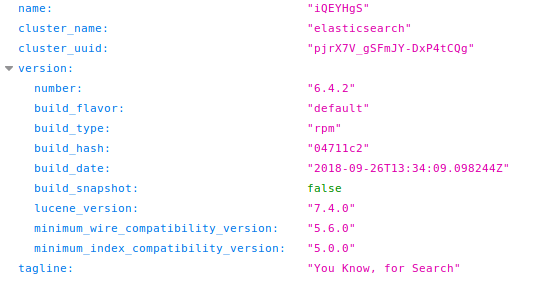 name: "iQEYHgS"
cluster_name: "elasticsearch"
cluster_uuid: "pjrX7V_gSFmJY-DxP4tCQg"
version:
number: "6.4.2"
build_flavor: "default"
build_type: "rpm"
build_hash: "04711c2"
build_date: "2018-09-26T13:34:09.098244Z"
build_snapshot: false
lucene_version: "7.4.0"
minimum_wire_compatibility_version: "5.6.0"
minimum_index_compatibility_version: "5.0.0"
tagline: "You Know, for Search"